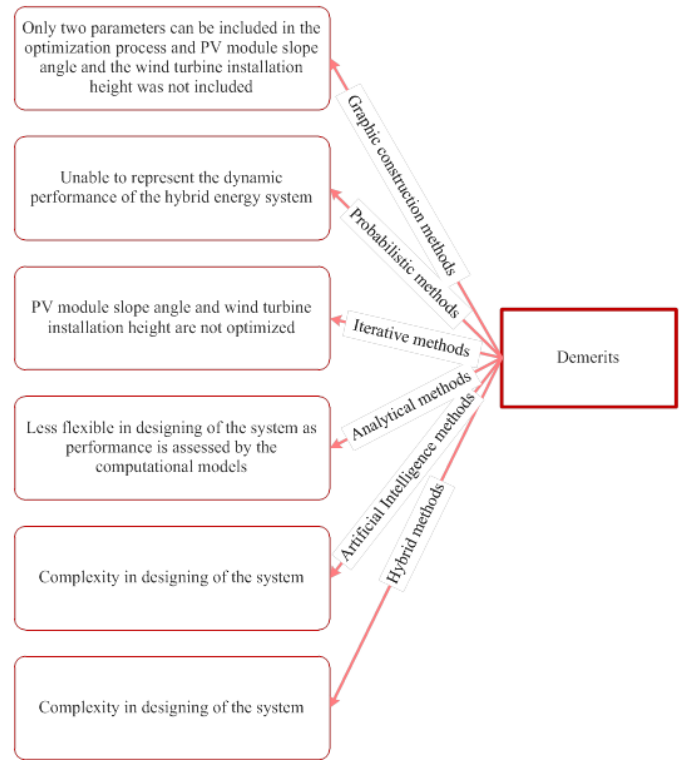 Only two parameters can be included in the
optimization process and PV module slope
angle and the wind turbine installation
height was not included
Graphic construction methods
Unable to represent the dynamic
performance of the hybrid energy system
Probabilistic methods
PV module slope angle and wind turbine
installation height are not optimized
Iterative methods
Demerits
Less flexible in designing of the system as
performance is assessed by the
computational models
Analytical methods
Complexity in designing of the system
Artificial Intelligence methods
Complexity in designing of the system
Hybrid methods